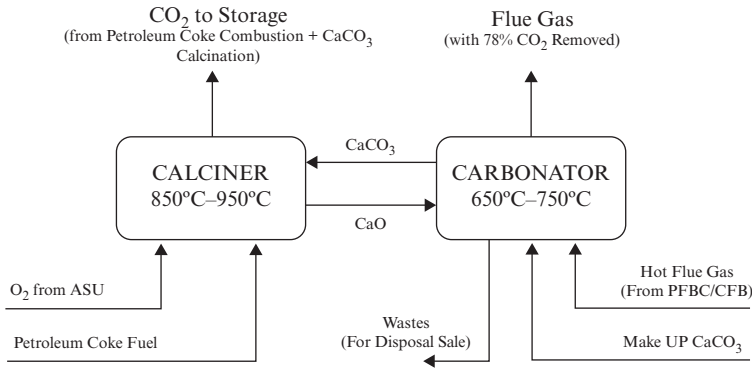 CO₂ to Storage
(from Petroleum Coke Combustion + CaCO₃
Calcination)
Flue Gas
(with 78% CO₂ Removed)
CALCINER
850ºC–950ºC
CaCO₃
CaO
CARBONATOR
650ºC–750ºC
O₂ from ASU
Petroleum Coke Fuel
Wastes
(For Disposal Sale)
Hot Flue Gas
(From PFBC/CFB)
Make UP CaCO₃